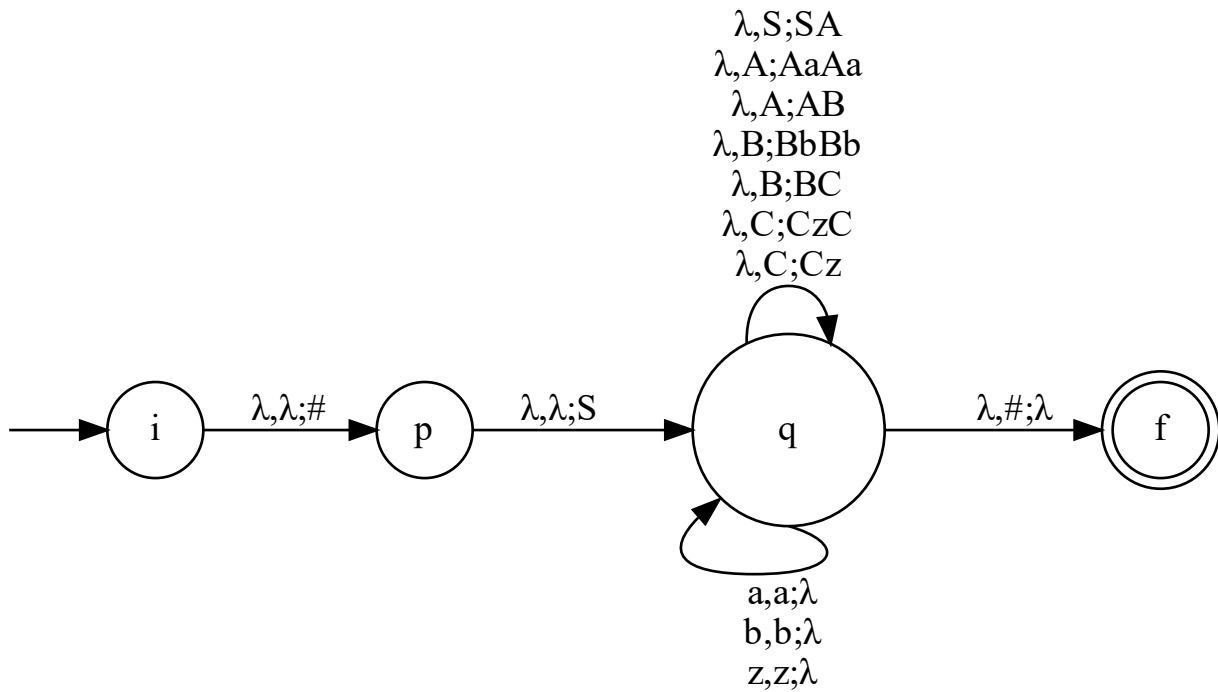 λ,S;SA
λ,A;AaAa
λ,A;AB
λ,B;BbBb
λ,B;BC
λ,C;CzC
λ,C;Cz
i
λ,λ;#
p
λ,λ;S
q
λ,#;λ
f
a,a;λ
b,b;λ
z,z;λ